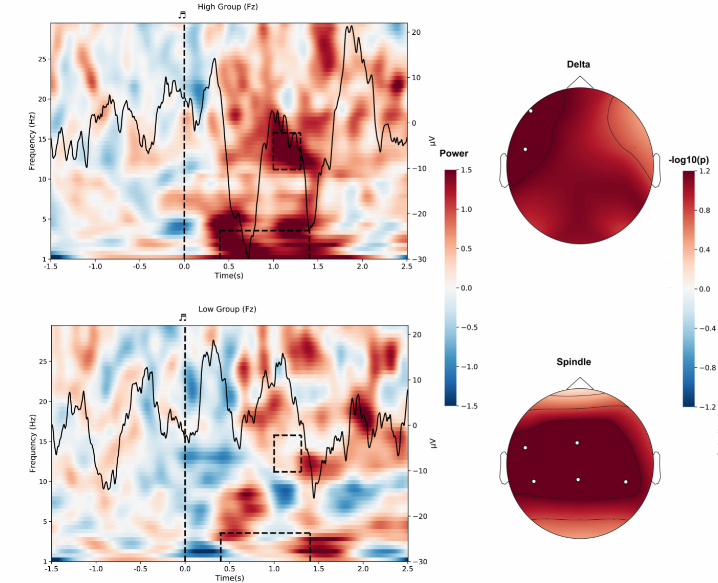 High Group (Fz)
♬
Frequency (Hz)
25
20
15
10
5
1
20
10
0
−10
−20
−30
μV
-1.5 -1.0 -0.5 0.0 0.5 1.0 1.5 2.0 2.5
Time(s)
Power
1.5
1.0
0.5
0.0
−0.5
−1.0
−1.5
Delta
-log10(p)
1.2
0.8
0.4
0.0
−0.4
−0.8
−1.2
Low Group (Fz)
♬
Frequency (Hz)
25
20
15
10
5
1
20
10
0
−10
−20
−30
μV
-1.5 -1.0 -0.5 0.0 0.5 1.0 1.5 2.0 2.5
Time(s)
Spindle